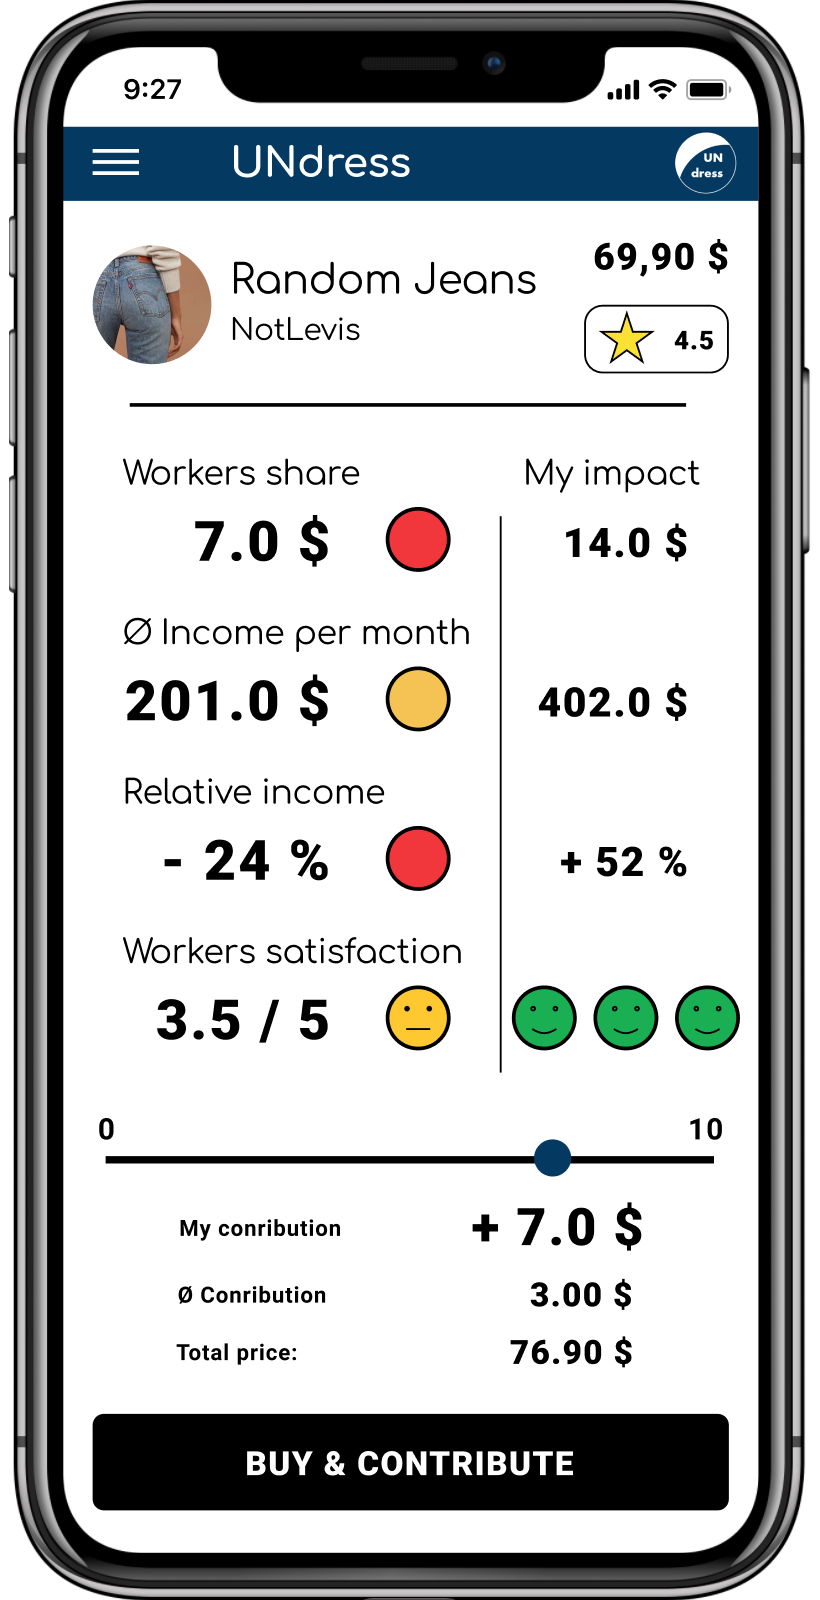 9:27
UNdress
UN
dress
Random Jeans
69,90 $
NotLevis
4.5
Workers share
My impact
7.0 $
14.0 $
Ø Income per month
201.0 $
402.0 $
Relative income
- 24 %
+ 52 %
Workers satisfaction
3.5 / 5
0
10
My conribution
+ 7.0 $
Ø Conribution
3.00 $
Total price:
76.90 $
BUY & CONTRIBUTE